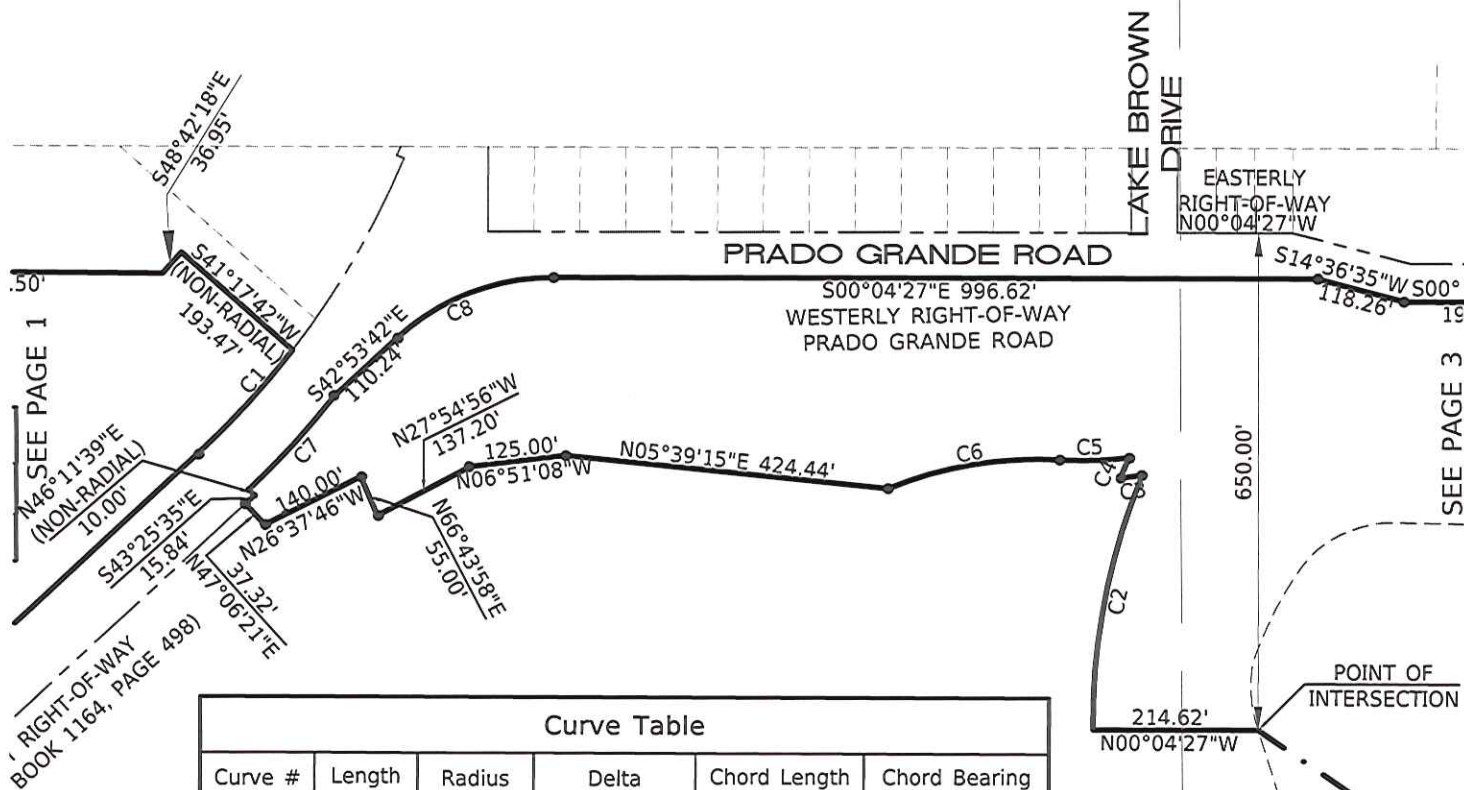 S48°42'18"E
36.95'
LAKE BROWN
DRIVE
EASTERLY
RIGHT-OF-WAY
N00°04'27"W
PRADO GRANDE ROAD
.50'
S41°17'42"W
(NON-RADIAL)
193.47'
S00°04'27"E 996.62'
WESTERLY RIGHT-OF-WAY
PRADO GRANDE ROAD
S14°36'35"W
118.26'
S00°
19
SEE PAGE 1
C1
S42°53'42"E
110.24'
C8
C7
N46°11'39"E
(NON-RADIAL)
10.00'
S43°25'35"E
15.84'
37.32'
N47°06'21"E
140.00'
N26°37'46"W
N27°54'56"W
137.20'
N66°43'58"E
55.00'
125.00'
N06°51'08"W
N05°39'15"E 424.44'
C6
C5
C4
C3
C2
650.00'
SEE PAGE 3
RIGHT-OF-WAY
BOOK 1164, PAGE 498)
214.62'
N00°04'27"W
POINT OF
INTERSECTION
Curve Table
Curve # Length Radius Delta Chord Length Chord Bearing